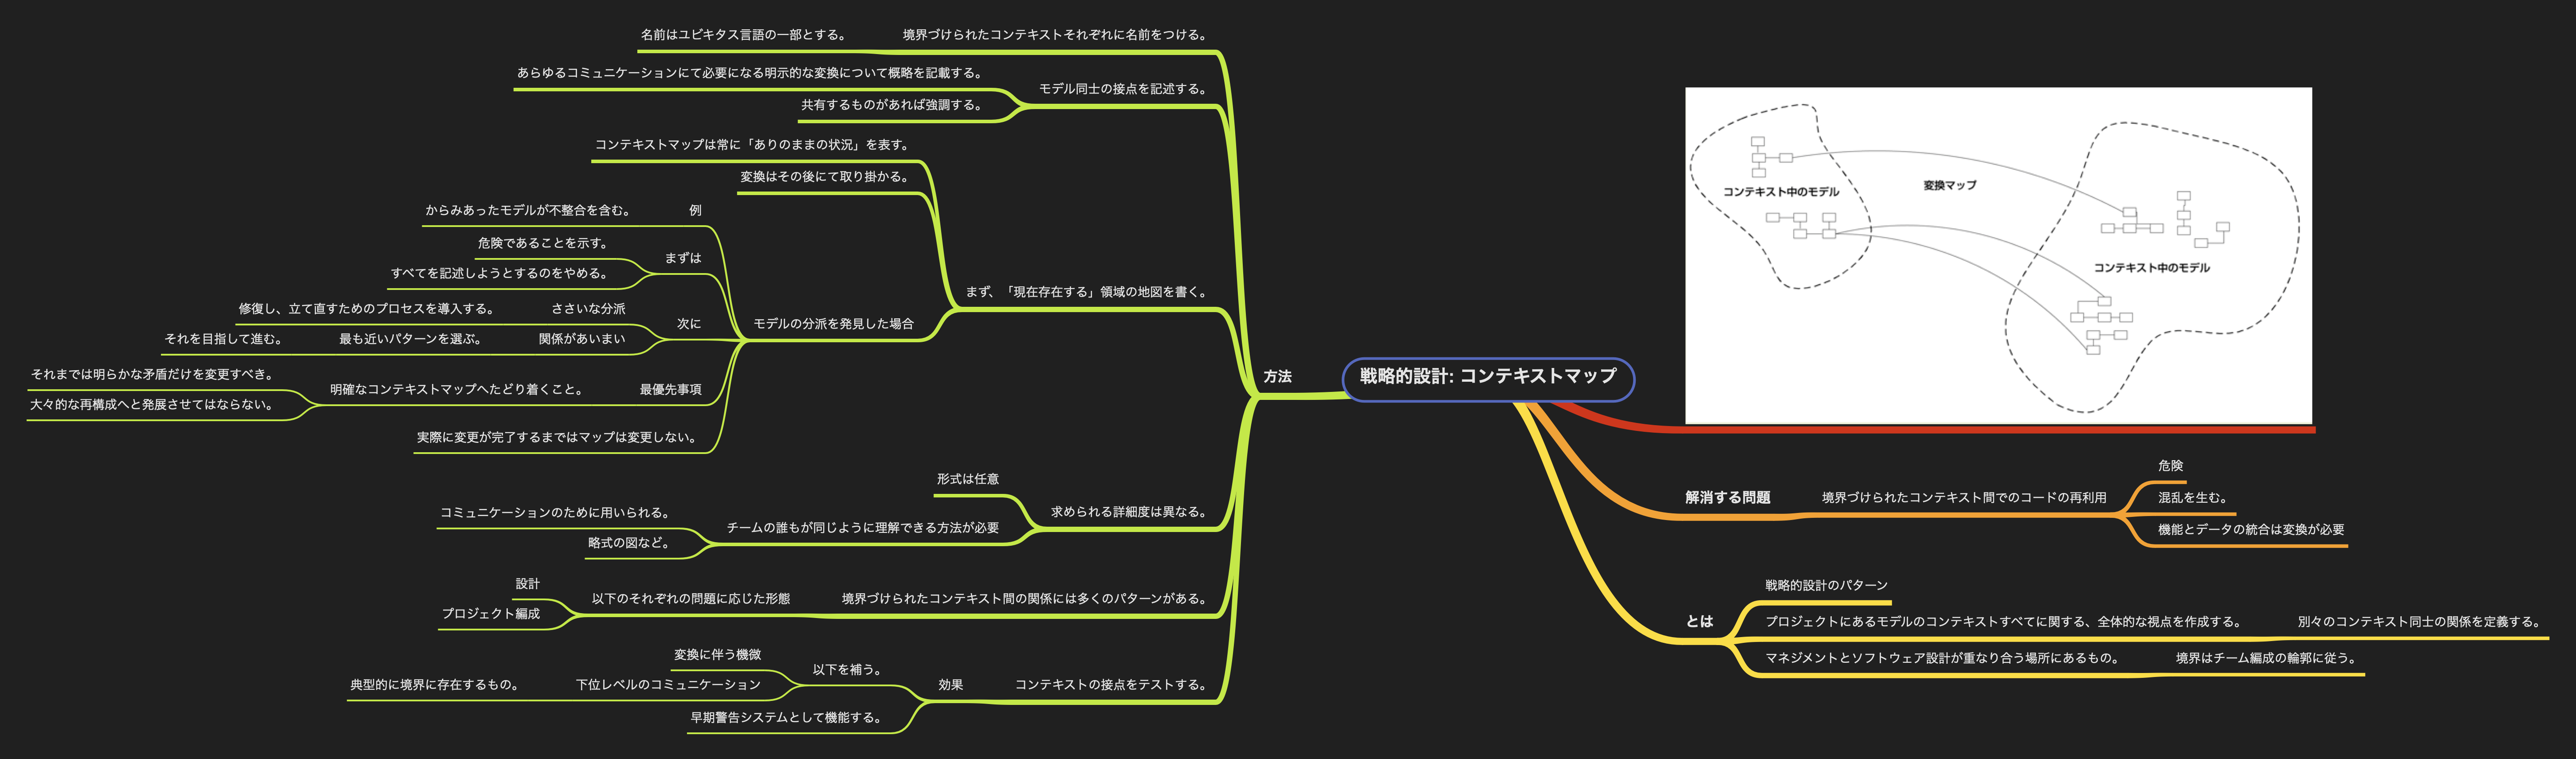 戦略的設計: コンテキストマップ
コンテキスト中のモデル
変換マップ
コンテキスト中のモデル
解消する問題
境界づけられたコンテキスト間でのコードの再利用
危険
混乱を生む。
機能とデータの統合は変換が必要
とは
戦略的設計のパターン
プロジェクトにあるモデルのコンテキストすべてに関する、全体的な視点を作成する。
別々のコンテキスト同士の関係を定義する。
マネジメントとソフトウェア設計が重なり合う場所にあるもの。
境界はチーム編成の輪郭に従う。
方法
境界づけられたコンテキストそれぞれに名前をつける。
名前はユビキタス言語の一部とする。
モデル同士の接点を記述する。
あらゆるコミュニケーションにて必要になる明示的な変換について概略を記載する。
共有するものがあれば強調する。
まず、「現在存在する」領域の地図を書く。
コンテキストマップは常に「ありのままの状況」を表す。
変換はその後にて取り掛かる。
モデルの分派を発見した場合
例
からみあったモデルが不整合を含む。
まずは
危険であることを示す。
すべてを記述しようとするのをやめる。
次に
ささいな分派
修復し、立て直すためのプロセスを導入する。
関係があいまい
最も近いパターンを選ぶ。
それを目指して進む。
最優先事項
明確なコンテキストマップへたどり着くこと。
それまでは明らかな矛盾だけを変更すべき。
大々的な再構成へと発展させてはならない。
実際に変更が完了するまではマップは変更しない。
求められる詳細度は異なる。
形式は任意
チームの誰もが同じように理解できる方法が必要
コミュニケーションのために用いられる。
略式の図など。
境界づけられたコンテキスト間の関係には多くのパターンがある。
以下のそれぞれの問題に応じた形態
設計
プロジェクト編成
コンテキストの接点をテストする。
効果
以下を補う。
変換に伴う機微
下位レベルのコミュニケーション
典型的に境界に存在するもの。
早期警告システムとして機能する。